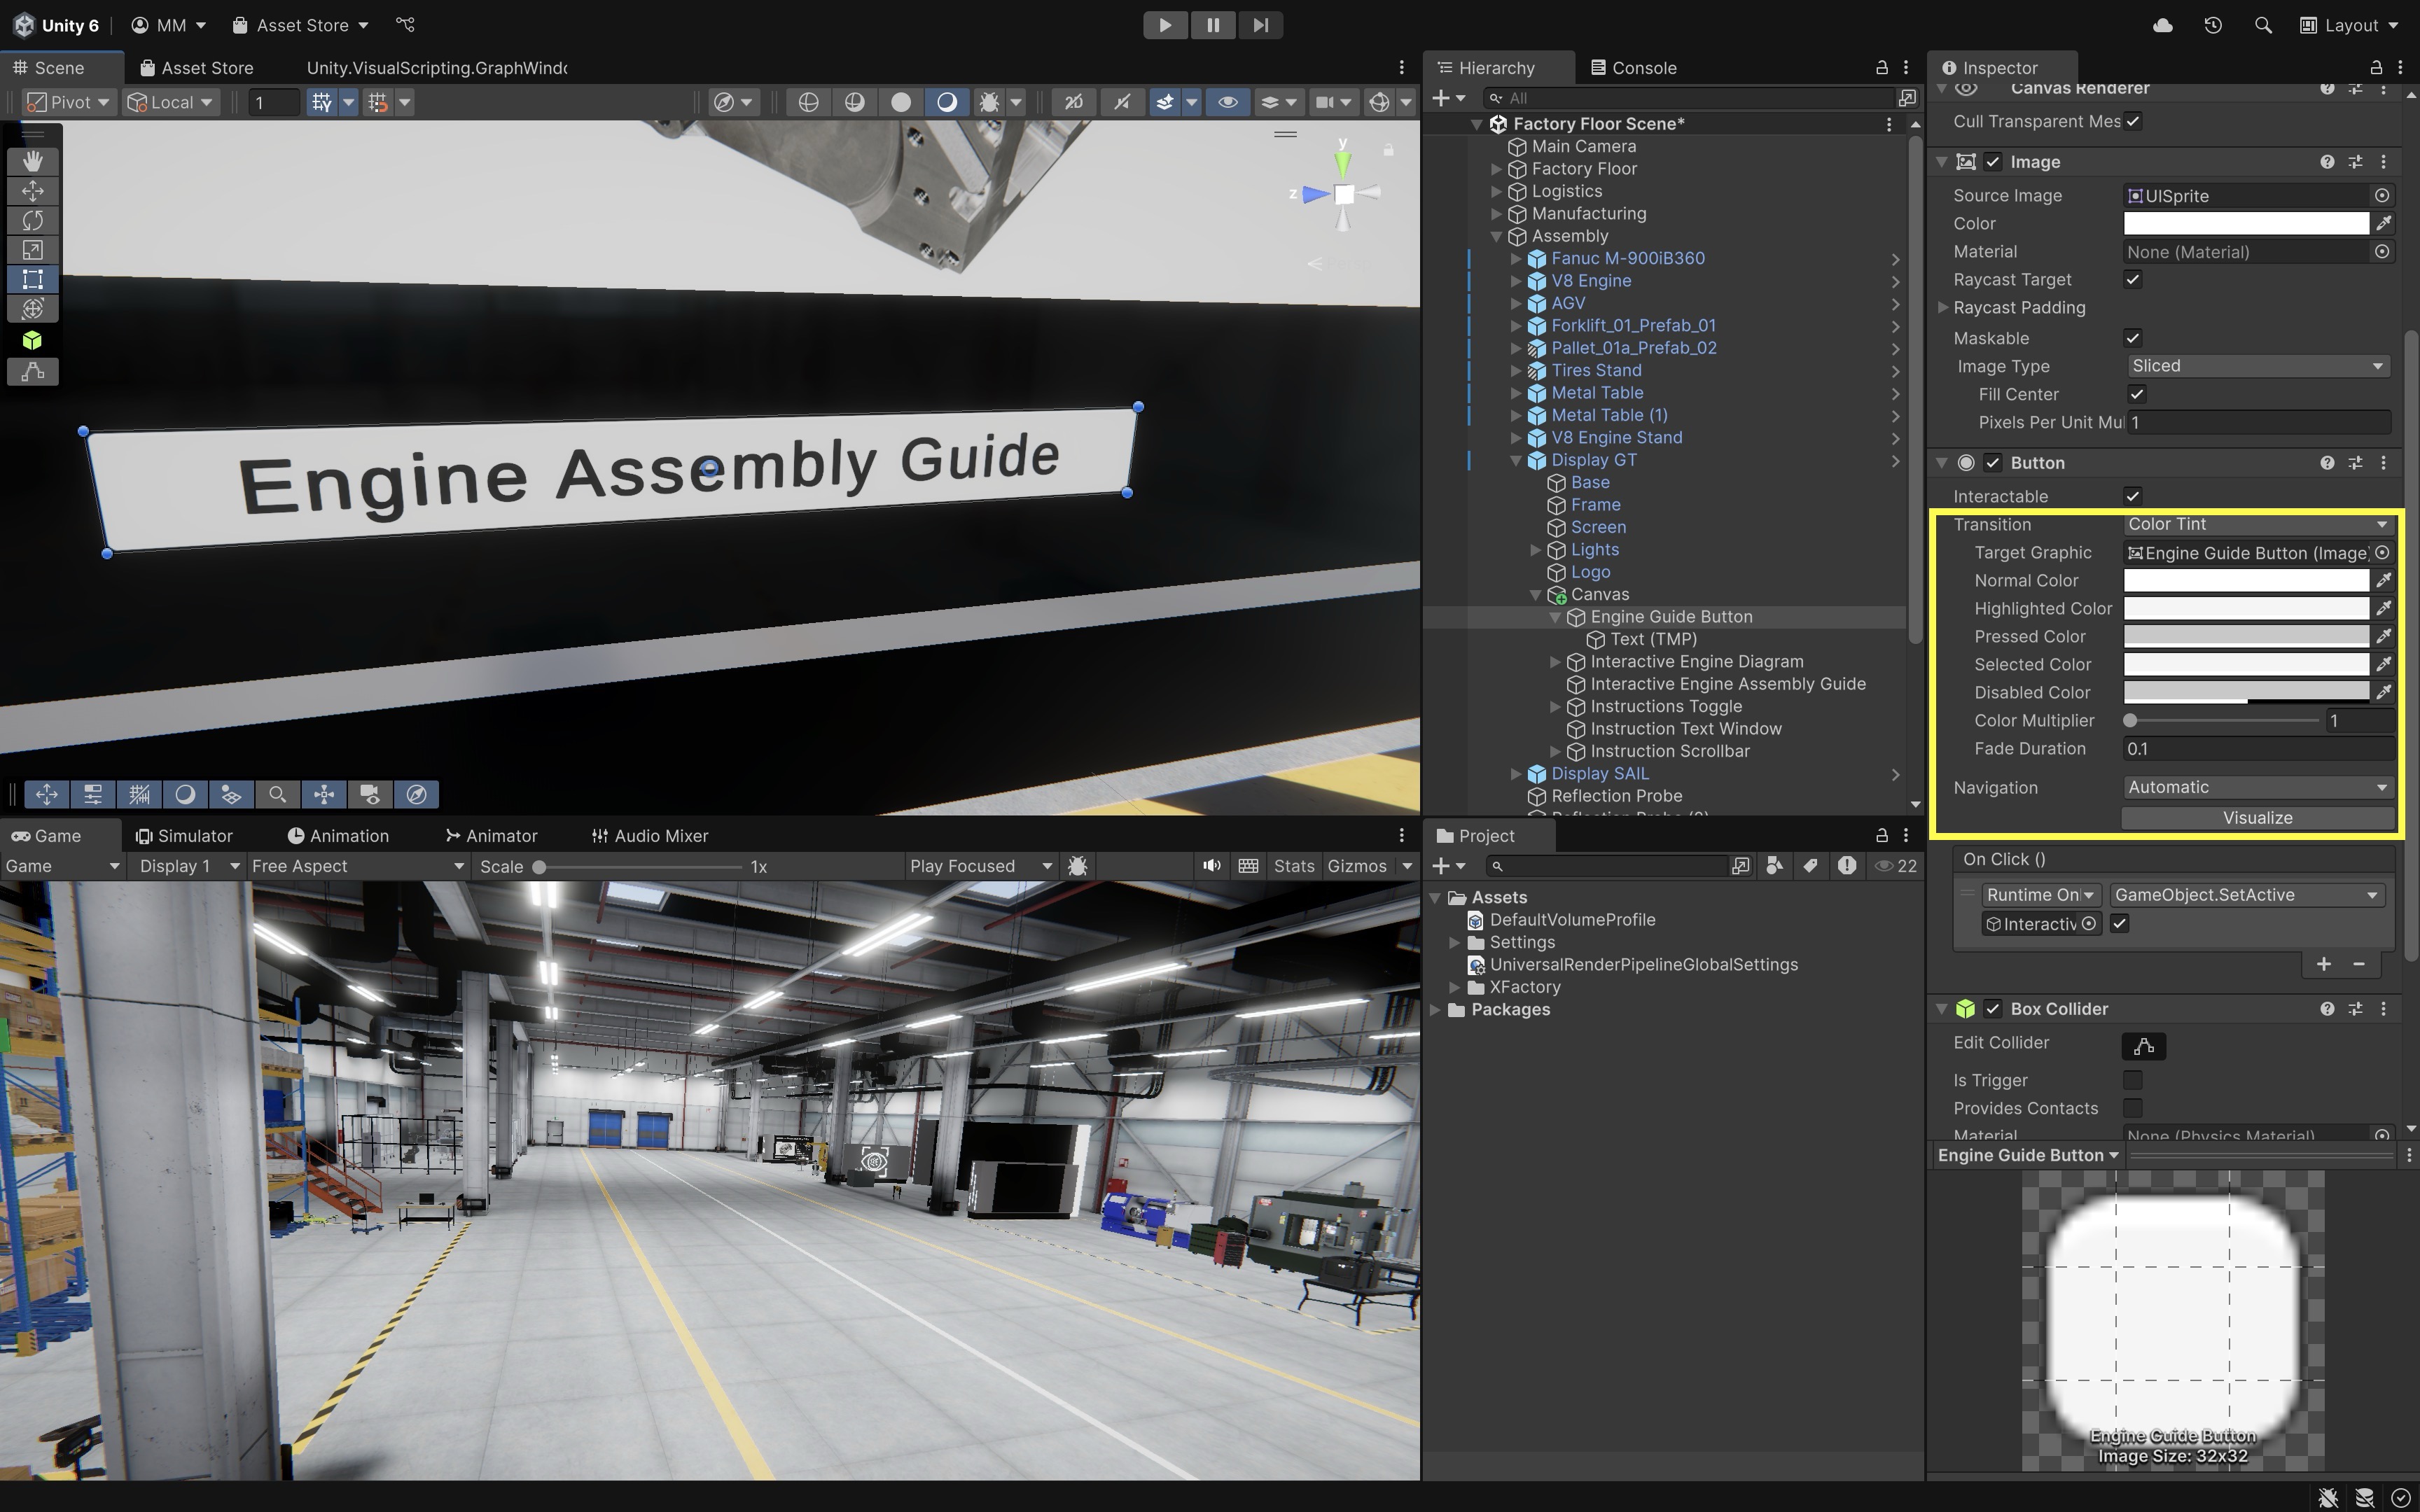 Unity 6
MM
Asset Store
Layout
Scene
Asset Store
Unity.VisualScripting.GraphWindo
Pivot
Local
1
2D
y
z
Engine Assembly Guide
Hierarchy
Console
All
Factory Floor Scene*
Main Camera
Factory Floor
Logistics
Manufacturing
Assembly
Fanuc M-900iB360
V8 Engine
AGV
Forklift_01_Prefab_01
Pallet_01a_Prefab_02
Tires Stand
Metal Table
Metal Table (1)
V8 Engine Stand
Display GT
Base
Frame
Screen
Lights
Logo
Canvas
Engine Guide Button
Text (TMP)
Interactive Engine Diagram
Interactive Engine Assembly Guide
Instructions Toggle
Instruction Text Window
Instruction Scrollbar
Display SAIL
Reflection Probe
Inspector
Canvas Renderer
Cull Transparent Mes
Image
Source Image UISprite
Color
Material None (Material)
Raycast Target
Raycast Padding
Maskable
Image Type Sliced
Fill Center
Pixels Per Unit Mul 1
Button
Interactable
Transition Color Tint
Target Graphic Engine Guide Button (Image)
Normal Color
Highlighted Color
Pressed Color
Selected Color
Disabled Color
Color Multiplier 1
Fade Duration 0.1
Navigation Automatic
Visualize
On Click ()
Runtime Onl GameObject.SetActive
Interactiv
Box Collider
Edit Collider
Is Trigger
Provides Contacts
Material None (Physics Material)
Engine Guide Button
Engine Guide Button
Image Size: 32x32
Game
Simulator
Animation
Animator
Audio Mixer
Game
Display 1
Free Aspect
Scale 1x
Play Focused
Stats
Gizmos
Project
22
Assets
DefaultVolumeProfile
Settings
UniversalRenderPipelineGlobalSettings
XFactory
Packages